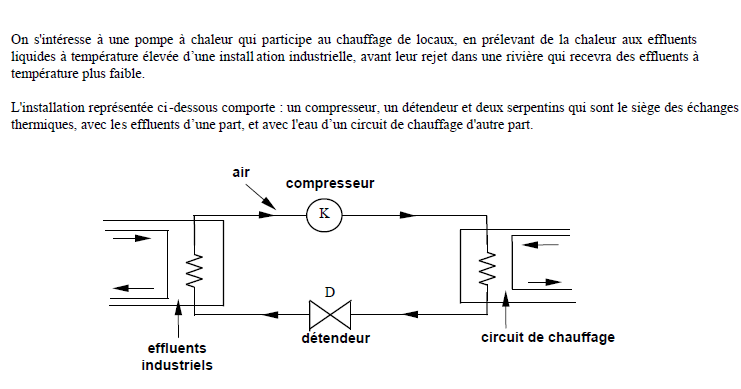 On s'intéresse à une pompe à chaleur qui participe au chauffage de locaux, en prélevant de la chaleur aux effluents
liquides à température élevée d'une install ation industrielle, avant leur rejet dans une rivière qui recevra des effluents à
température plus faible.
L'installation représentée ci-dessous comporte : un compresseur, un détendeur et deux serpentins qui sont le siège des échanges
thermiques, avec les effluents d'une part, et avec l'eau d'un circuit de chauffage d'autre part.
air
compresseur
K
D
détendeur
circuit de chauffage
effluents
industriels